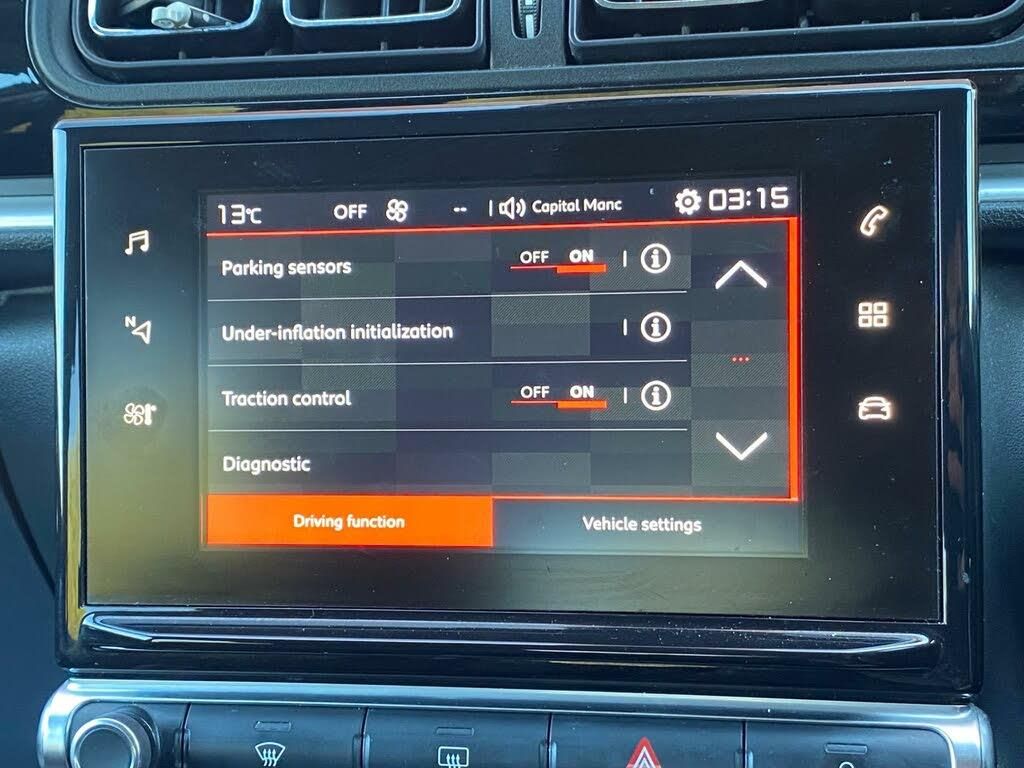 13°C OFF -- Capital Manc 03:15
Parking sensors OFF ON
Under-inflation initialization
Traction control OFF ON
Diagnostic
Driving function Vehicle settings
N